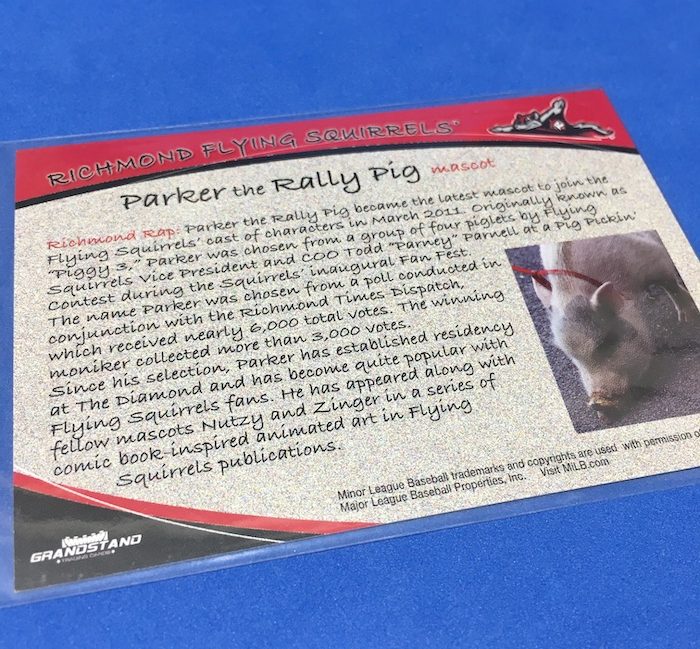 RICHMOND FLYING SQUIRRELS'
Parker the Rally Pig mascot
Richmond Rap: Parker the Rally Pig became the latest mascot to join the
Flying Squirrels' cast of characters in March 2011. Originally known as
"Piggy 3," Parker was chosen from a group of four piglets by Flying
Squirrels Vice President and COO Todd "Parney" Parnell at a Pig Pickin'
Contest during the Squirrels' inaugural Fan Fest.
The name Parker was chosen from a poll conducted in
conjunction with the Richmond Times Dispatch,
which received nearly 6,000 total votes. The winning
moniker collected more than 3,000 votes.
Since his selection, Parker has established residency
at The Diamond and has become quite popular with
Flying Squirrels fans. He has appeared along with
fellow mascots Nutzy and Zinger in a series of
comic book-inspired animated art in Flying
Squirrels publications.
Minor League Baseball trademarks and copyrights are used with permission of
Major League Baseball Properties, Inc. Visit MiLB.com
GRANDSTAND
TRADING CARDS